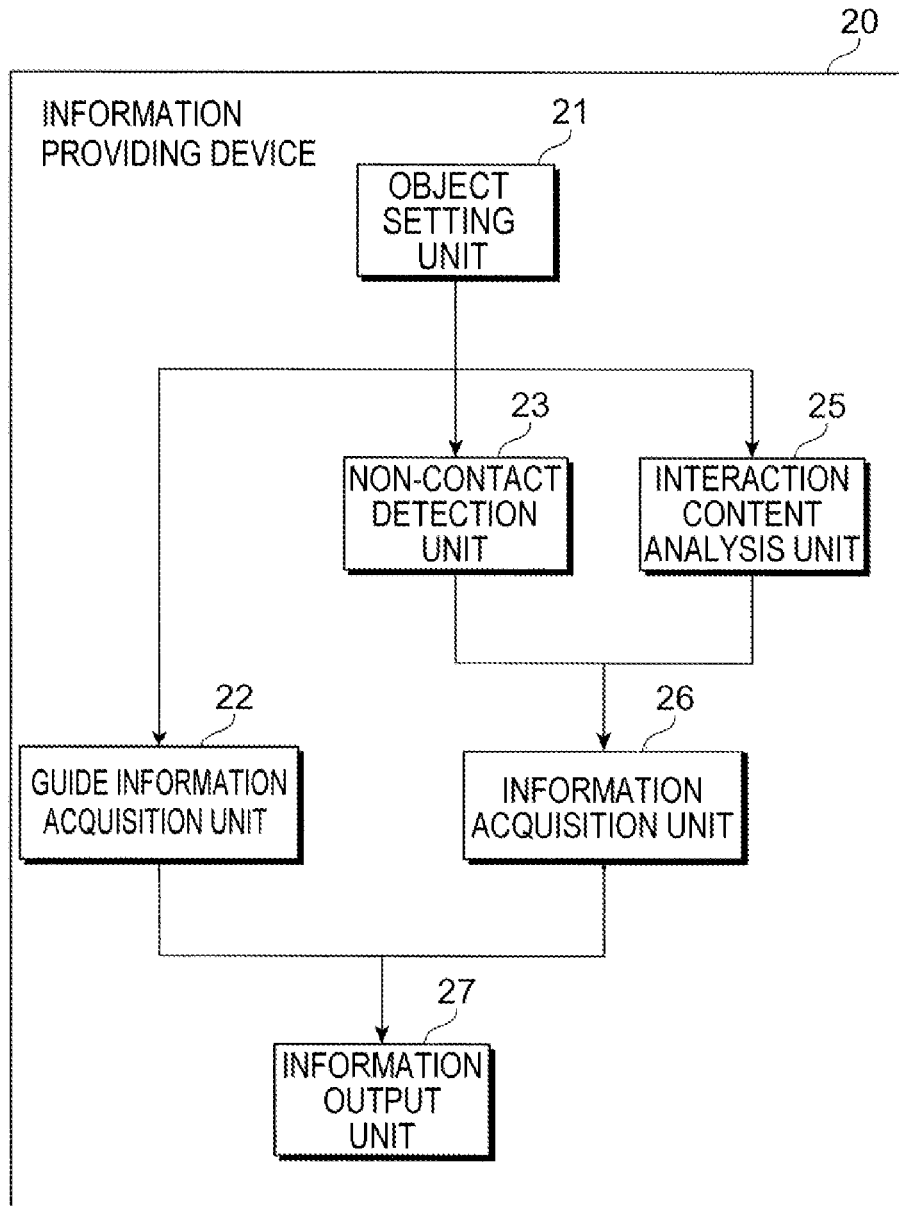 20
INFORMATION
PROVIDING DEVICE
21
OBJECT
SETTING
UNIT
23
NON-CONTACT
DETECTION
UNIT
25
INTERACTION
CONTENT
ANALYSIS UNIT
22
GUIDE INFORMATION
ACQUISITION UNIT
26
INFORMATION
ACQUISITION UNIT
27
INFORMATION
OUTPUT
UNIT